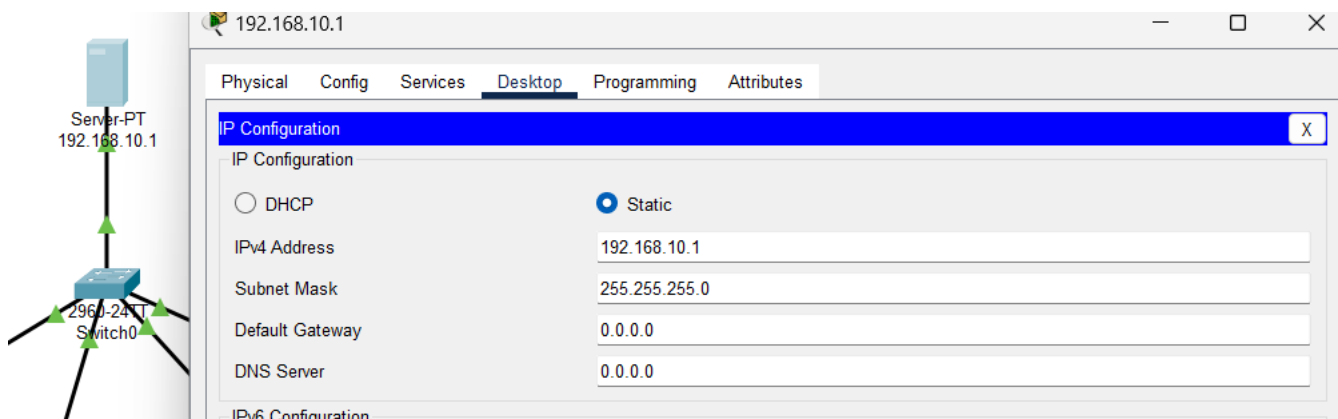 192.168.10.1
Physical Config Services Desktop Programming Attributes
Server-PT
192.168.10.1
IP Configuration X
IP Configuration
DHCP Static
IPv4 Address 192.168.10.1
Subnet Mask 255.255.255.0
2960-24TT
Switch0
Default Gateway 0.0.0.0
DNS Server 0.0.0.0
IPv6 Configuration